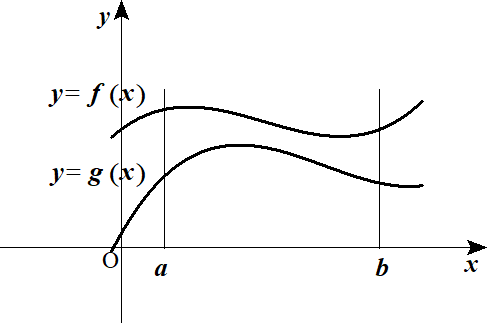 y
y= f (x)
y= g (x)
O
a
b
x